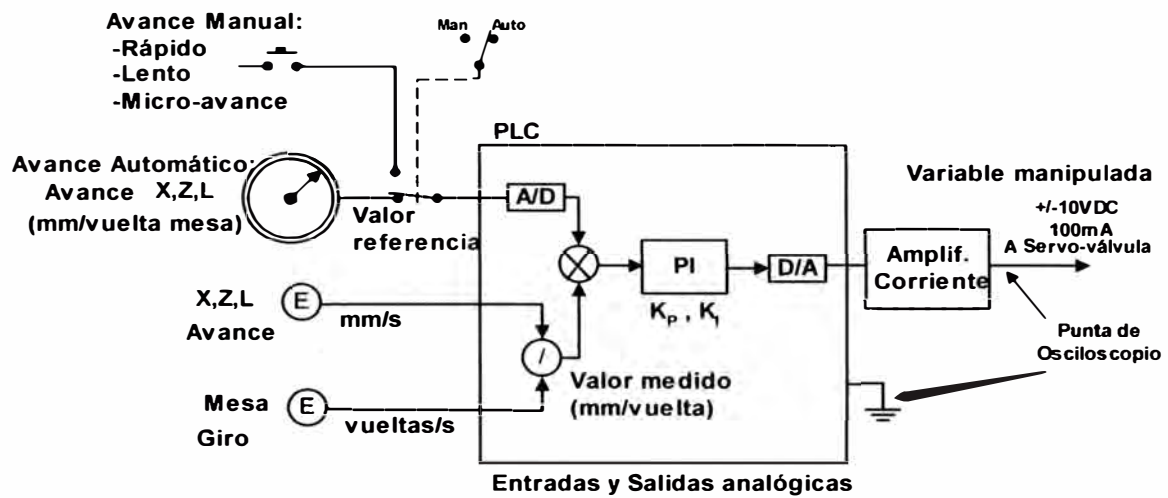 Avance Manual:
-Rápido
-Lento
-Micro-avance
Man
Auto
PLC
Avance Automático:
Avance X,Z,L
(mm/vuelta mesa)
Valor
referencia
A/D
PI
K_P , K_I
D/A
Amplif.
Corriente
Variable manipulada
+/-10VDC
100mA
A Servo-válvula
X,Z,L
Avance
E
mm/s
/
Valor medido
(mm/vuelta)
Mesa
Giro
E
vueltas/s
Punta de
Osciloscopio
Entradas y Salidas analógicas